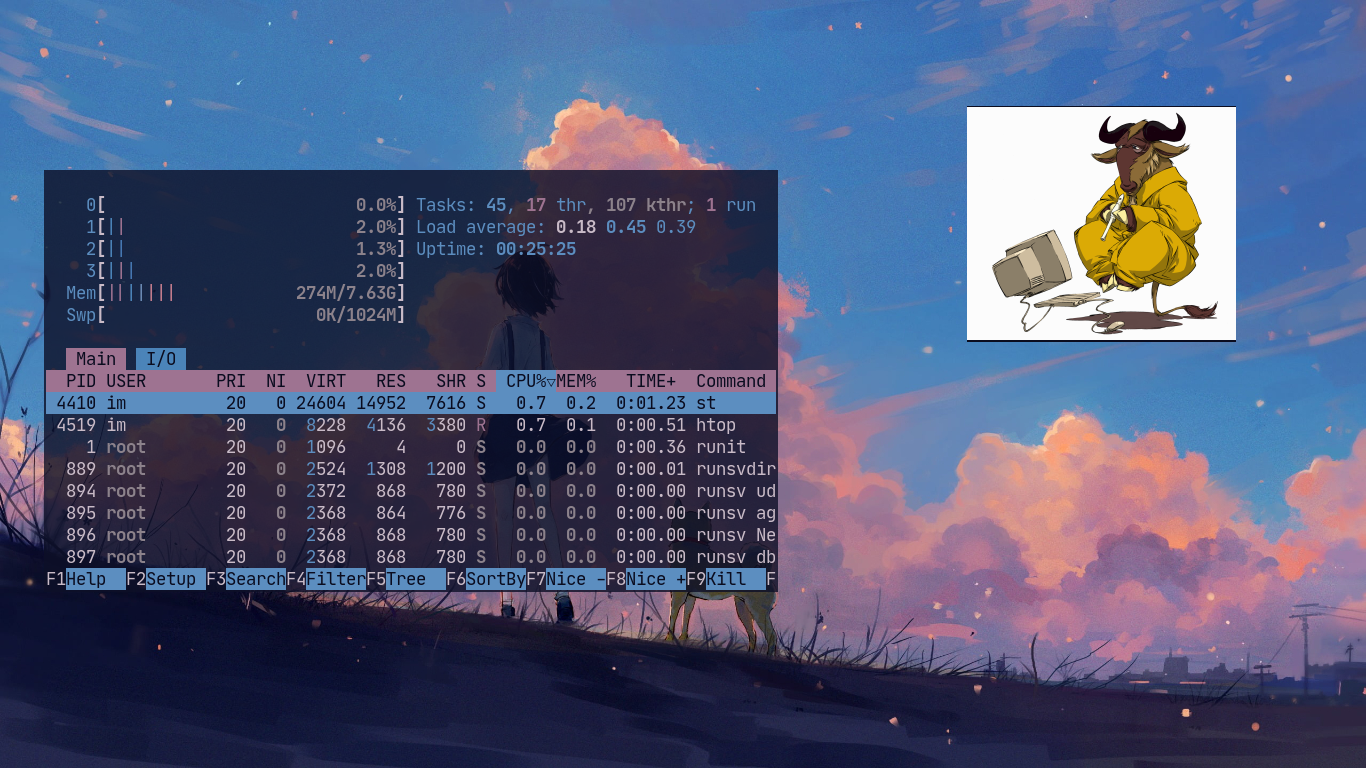 0[ 0.0%] Tasks: 45, 17 thr, 107 kthr; 1 run
1[|| 2.0%] Load average: 0.18 0.45 0.39
2[|| 1.3%] Uptime: 00:25:25
3[||| 2.0%]
Mem[||||||| 274M/7.63G]
Swp[ 0K/1024M]
Main I/O
PID USER PRI NI VIRT RES SHR S CPU%▽MEM% TIME+ Command
4410 im 20 0 24604 14952 7616 S 0.7 0.2 0:01.23 st
4519 im 20 0 8228 4136 3380 R 0.7 0.1 0:00.51 htop
1 root 20 0 1096 4 0 S 0.0 0.0 0:00.36 runit
889 root 20 0 2524 1308 1200 S 0.0 0.0 0:00.01 runsvdir
894 root 20 0 2372 868 780 S 0.0 0.0 0:00.00 runsv ud
895 root 20 0 2368 864 776 S 0.0 0.0 0:00.00 runsv ag
896 root 20 0 2368 868 780 S 0.0 0.0 0:00.00 runsv Ne
897 root 20 0 2368 868 780 S 0.0 0.0 0:00.00 runsv db
F1Help F2Setup F3SearchF4FilterF5Tree F6SortByF7Nice -F8Nice +F9Kill F